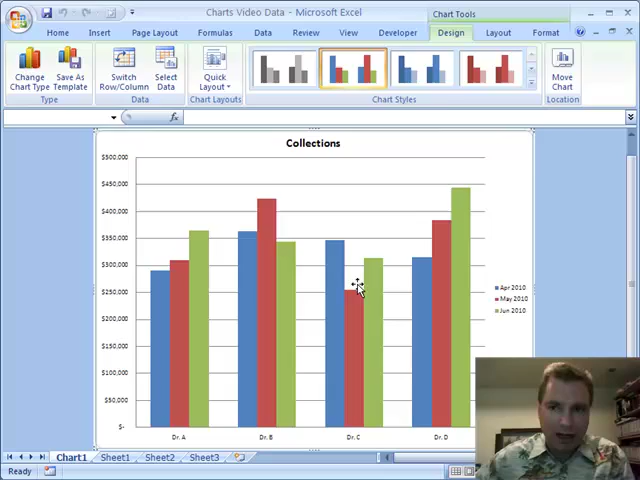 Charts Video Data - Microsoft Excel
Chart Tools
Home Insert Page Layout Formulas Data Review View Developer Design Layout Format
Change Chart Type
Save As Template
Switch Row/Column
Select Data
Quick Layout
Move Chart
Type Data Chart Layouts Chart Styles Location
fx
Collections
$500,000
$450,000
$400,000
$350,000
$300,000
$250,000
$200,000
$150,000
$100,000
$50,000
$-
Apr 2010
May 2010
Jun 2010
Dr. A Dr. B Dr. C Dr. D
Chart1 Sheet1 Sheet2 Sheet3
Ready